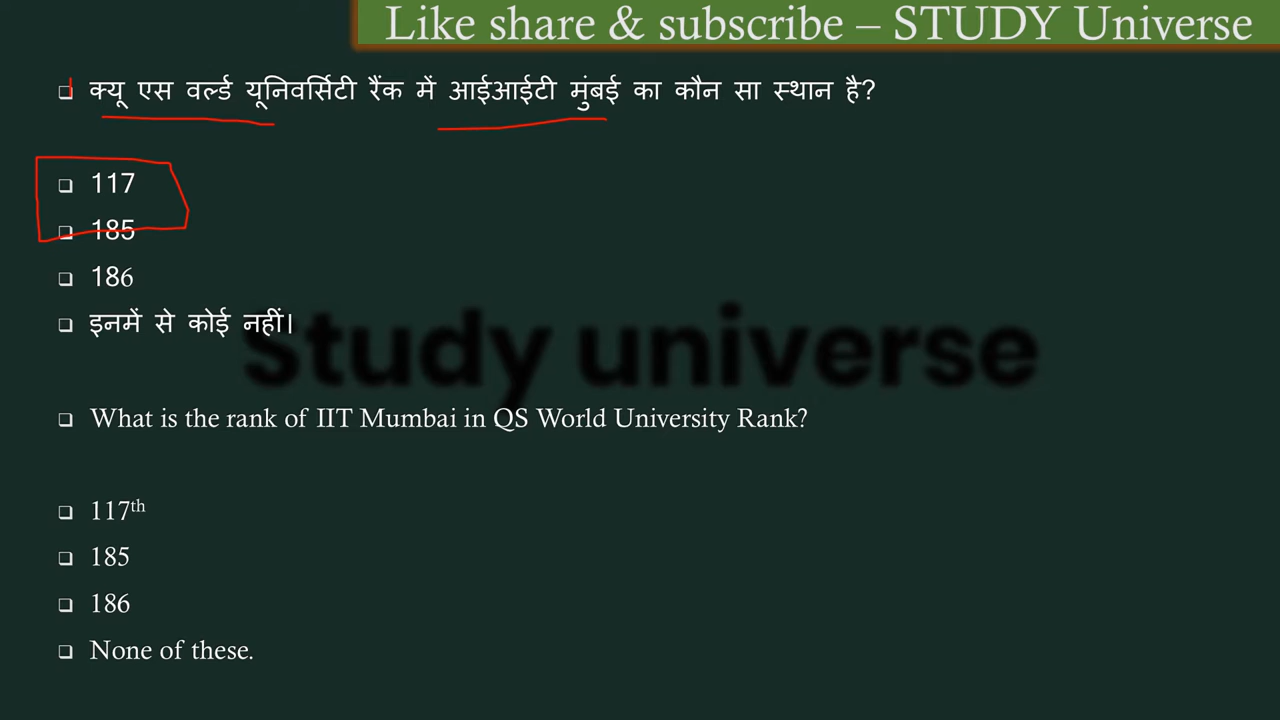 Like share & subscribe – STUDY Universe
क्यू एस वर्ल्ड यूनिवर्सिटी रैंक में आईआईटी मुंबई का कौन सा स्थान है?
117
185
186
इनमें से कोई नहीं।
Study universe
What is the rank of IIT Mumbai in QS World University Rank?
117th
185
186
None of these.